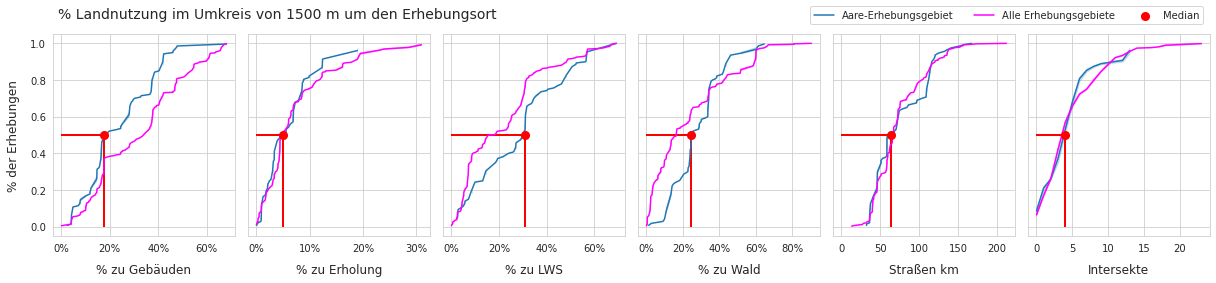 % Landnutzung im Umkreis von 1500 m um den Erhebungsort
Aare-Erhebungsgebiet Alle Erhebungsgebiete Median
% der Erhebungen
1.0
0.8
0.6
0.4
0.2
0.0
0% 20% 40% 60%
% zu Gebäuden
0% 10% 20% 30%
% zu Erholung
0% 20% 40% 60%
% zu LWS
0% 20% 40% 60% 80%
% zu Wald
0 50 100 150 200
Straßen km
0 5 10 15 20
Intersekte